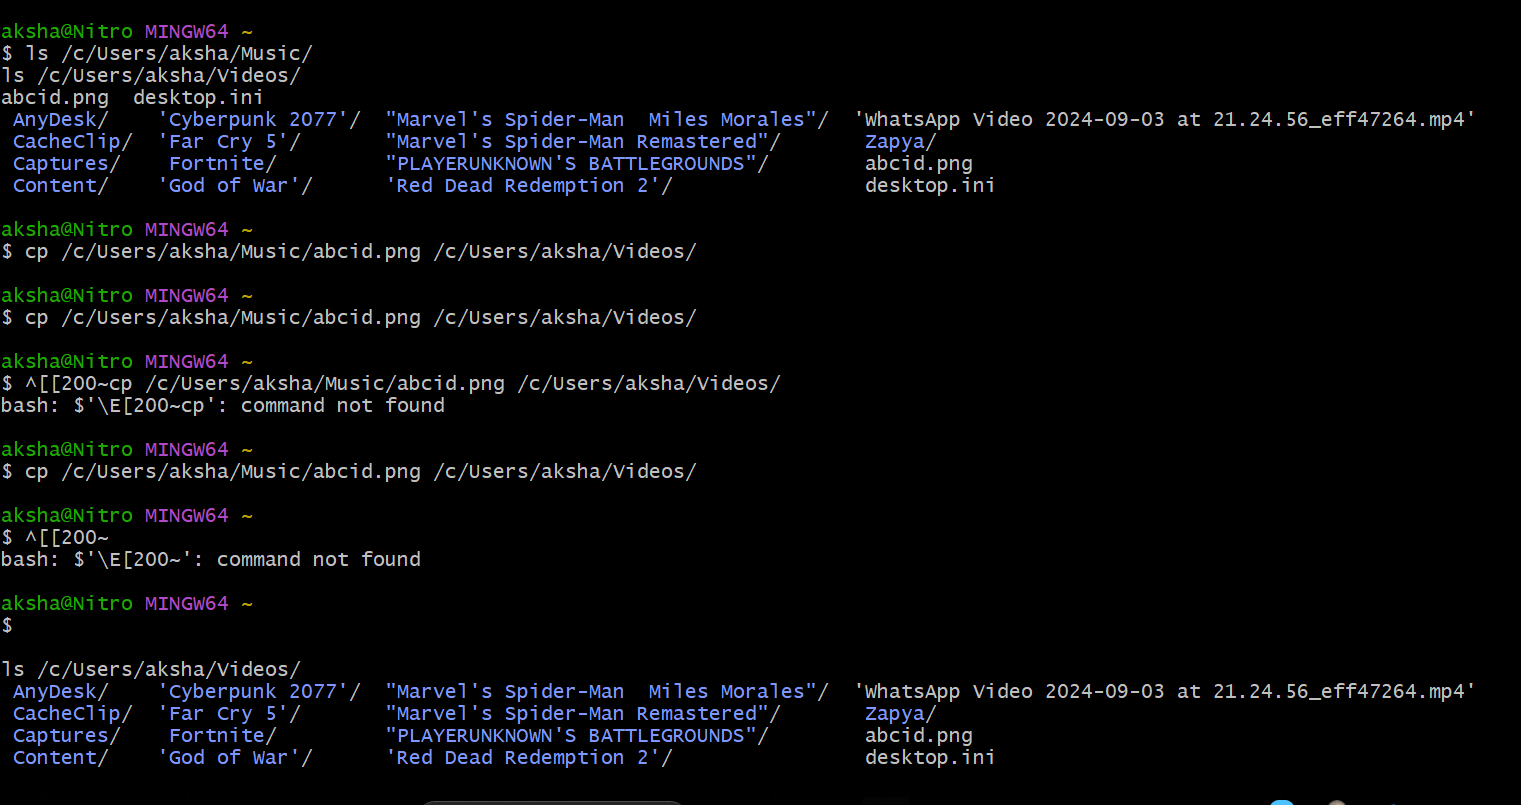 aksha@Nitro MINGW64 ~
$ ls /c/Users/aksha/Music/
ls /c/Users/aksha/Videos/
abcid.png  desktop.ini
 AnyDesk/    'Cyberpunk 2077'/  "Marvel's Spider-Man  Miles Morales"/  'WhatsApp Video 2024-09-03 at 21.24.56_eff47264.mp4'
 CacheClip/  'Far Cry 5'/       "Marvel's Spider-Man Remastered"/       Zapya/
 Captures/    Fortnite/         "PLAYERUNKNOWN'S BATTLEGROUNDS"/        abcid.png
 Content/    'God of War'/      'Red Dead Redemption 2'/                desktop.ini

aksha@Nitro MINGW64 ~
$ cp /c/Users/aksha/Music/abcid.png /c/Users/aksha/Videos/

aksha@Nitro MINGW64 ~
$ cp /c/Users/aksha/Music/abcid.png /c/Users/aksha/Videos/

aksha@Nitro MINGW64 ~
$ ^[[200~cp /c/Users/aksha/Music/abcid.png /c/Users/aksha/Videos/
bash: $'\E[200~cp': command not found

aksha@Nitro MINGW64 ~
$ cp /c/Users/aksha/Music/abcid.png /c/Users/aksha/Videos/

aksha@Nitro MINGW64 ~
$ ^[[200~
bash: $'\E[200~': command not found

aksha@Nitro MINGW64 ~
$

ls /c/Users/aksha/Videos/
 AnyDesk/    'Cyberpunk 2077'/  "Marvel's Spider-Man  Miles Morales"/  'WhatsApp Video 2024-09-03 at 21.24.56_eff47264.mp4'
 CacheClip/  'Far Cry 5'/       "Marvel's Spider-Man Remastered"/       Zapya/
 Captures/    Fortnite/         "PLAYERUNKNOWN'S BATTLEGROUNDS"/        abcid.png
 Content/    'God of War'/      'Red Dead Redemption 2'/                desktop.ini